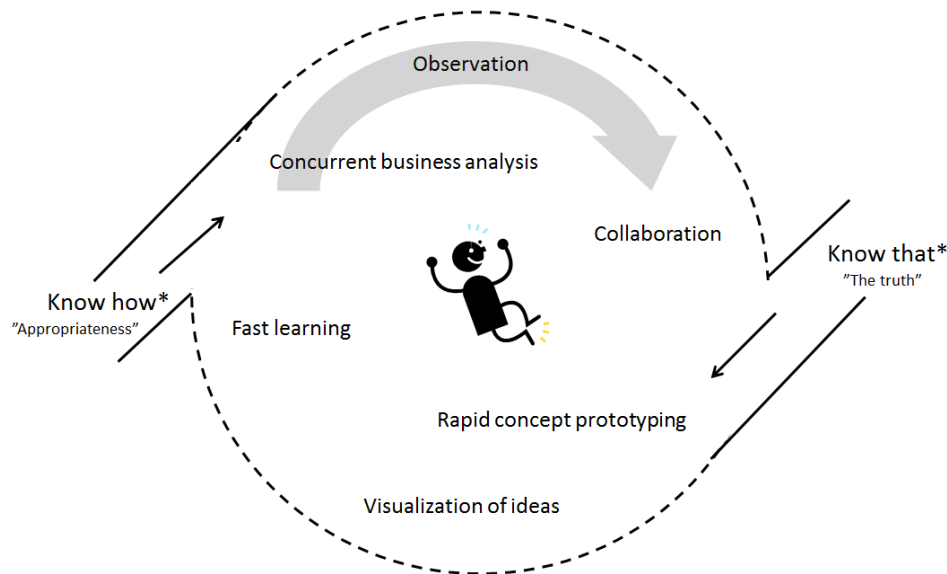 Observation
Concurrent business analysis
Collaboration
Know that*
”The truth”
Know how*
”Appropriateness”
Fast learning
Rapid concept prototyping
Visualization of ideas